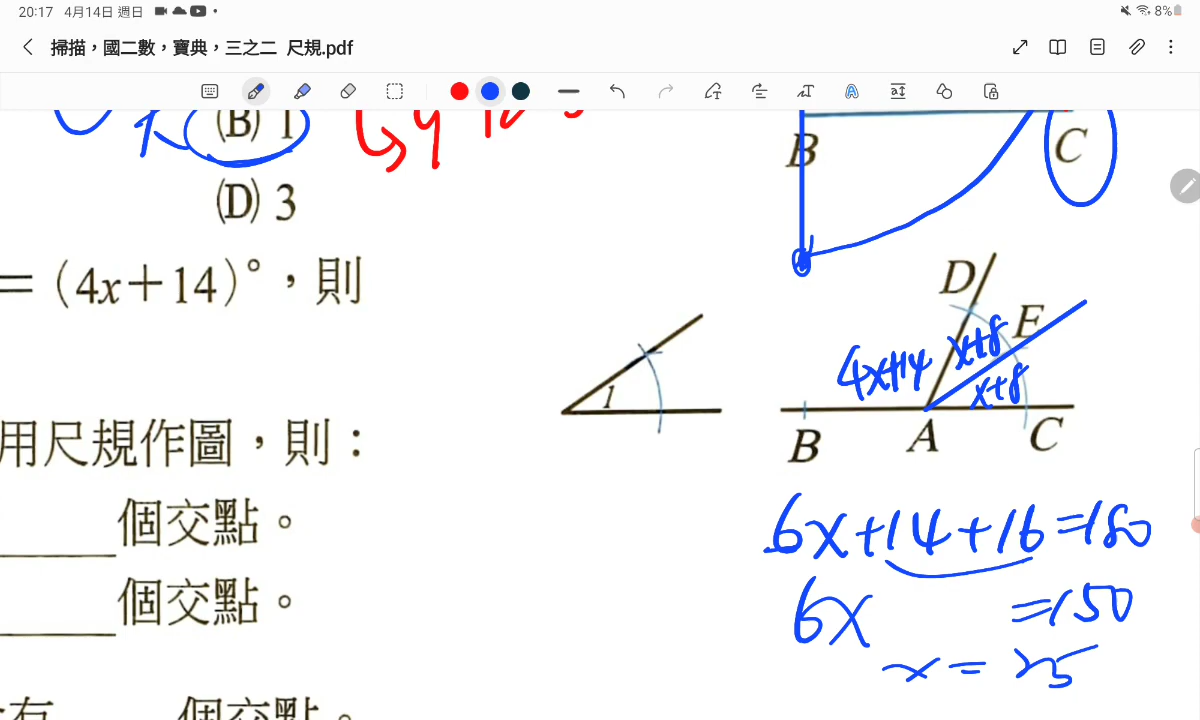 20:17 4月14日 週日 8%
掃描，國二數，寶典，三之二 尺規.pdf
(B) 1
B
C
(D) 3
=(4x+14)°，則
D
E
4x+14
x+8
x+8
1
B
A
C
用尺規作圖，則：
個交點。
6x+14+16=180
個交點。
6x =150
x=25
有 個交點。